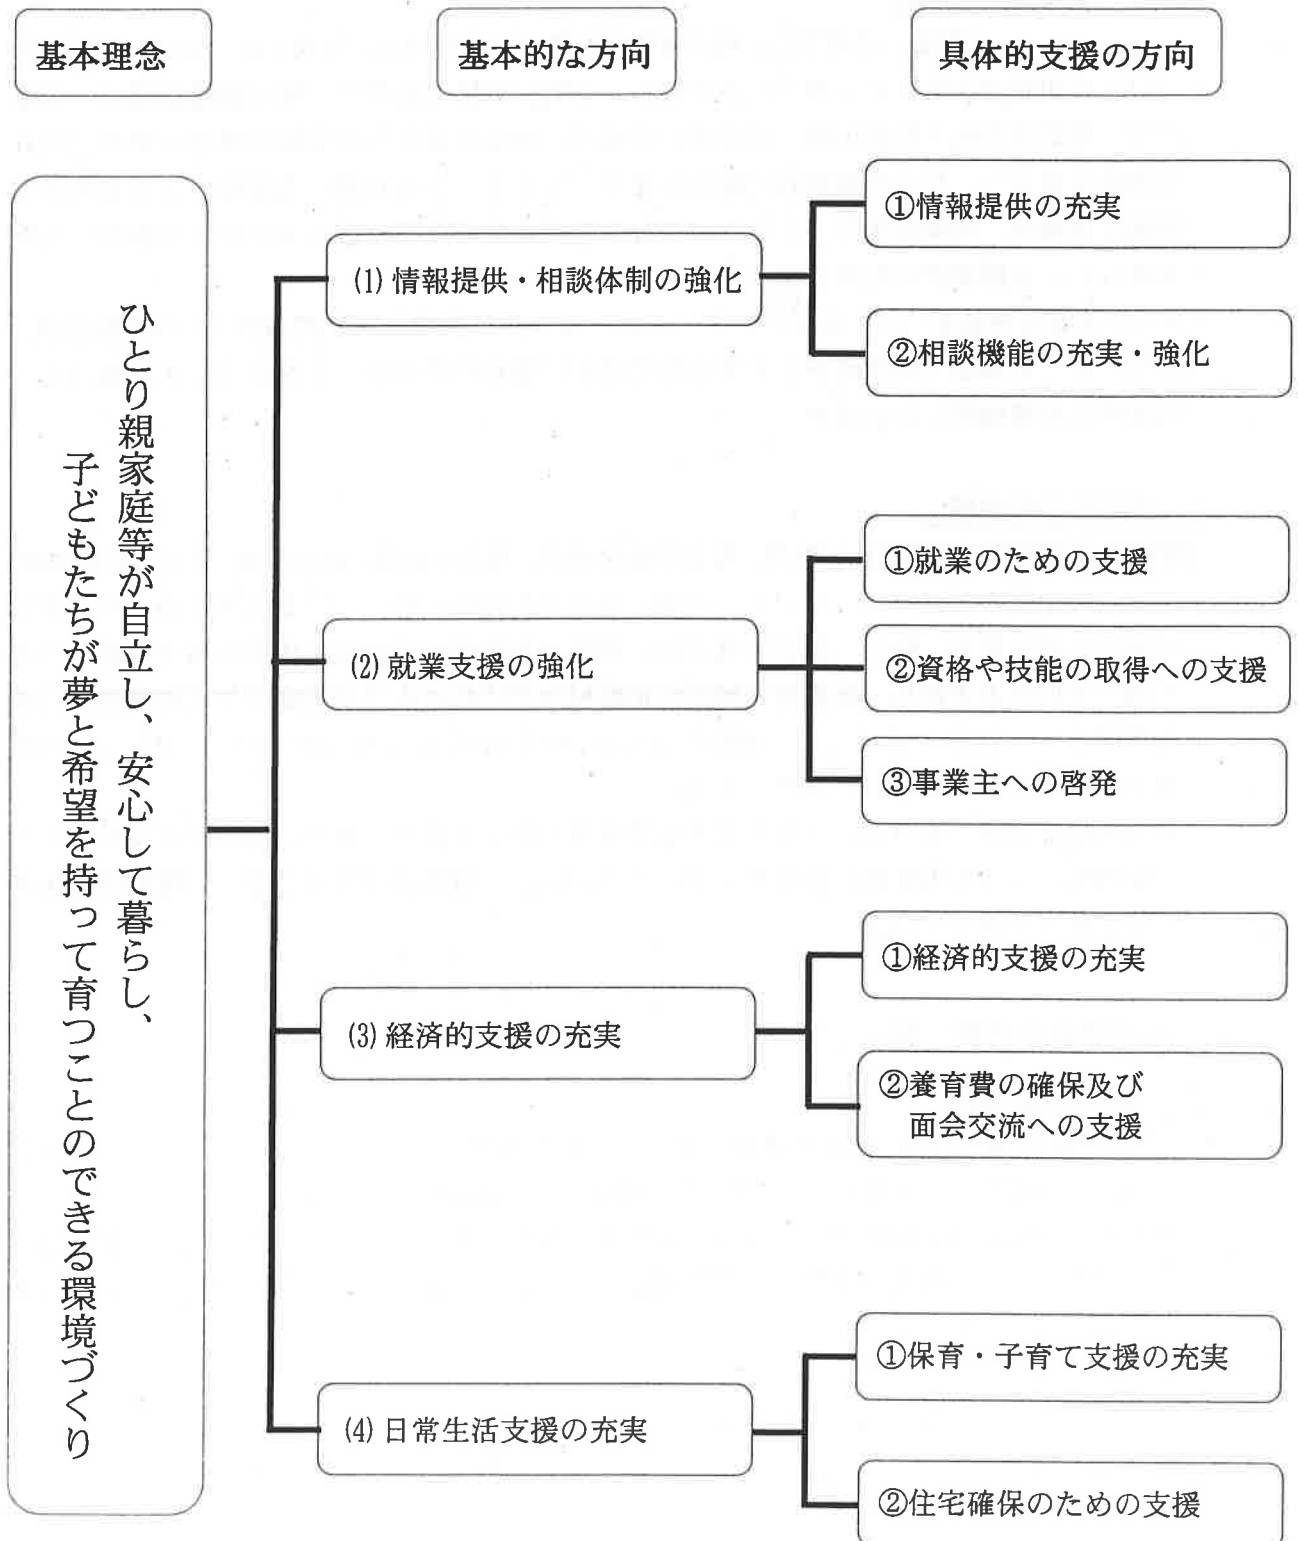 基本理念
基本的な方向
具体的支援の方向
ひとり親家庭等が自立し、安心して暮らし、
子どもたちが夢と希望を持って育つことのできる環境づくり
(1) 情報提供・相談体制の強化
①情報提供の充実
②相談機能の充実・強化
(2) 就業支援の強化
①就業のための支援
②資格や技能の取得への支援
③事業主への啓発
(3) 経済的支援の充実
①経済的支援の充実
②養育費の確保及び
面会交流への支援
(4) 日常生活支援の充実
①保育・子育て支援の充実
②住宅確保のための支援